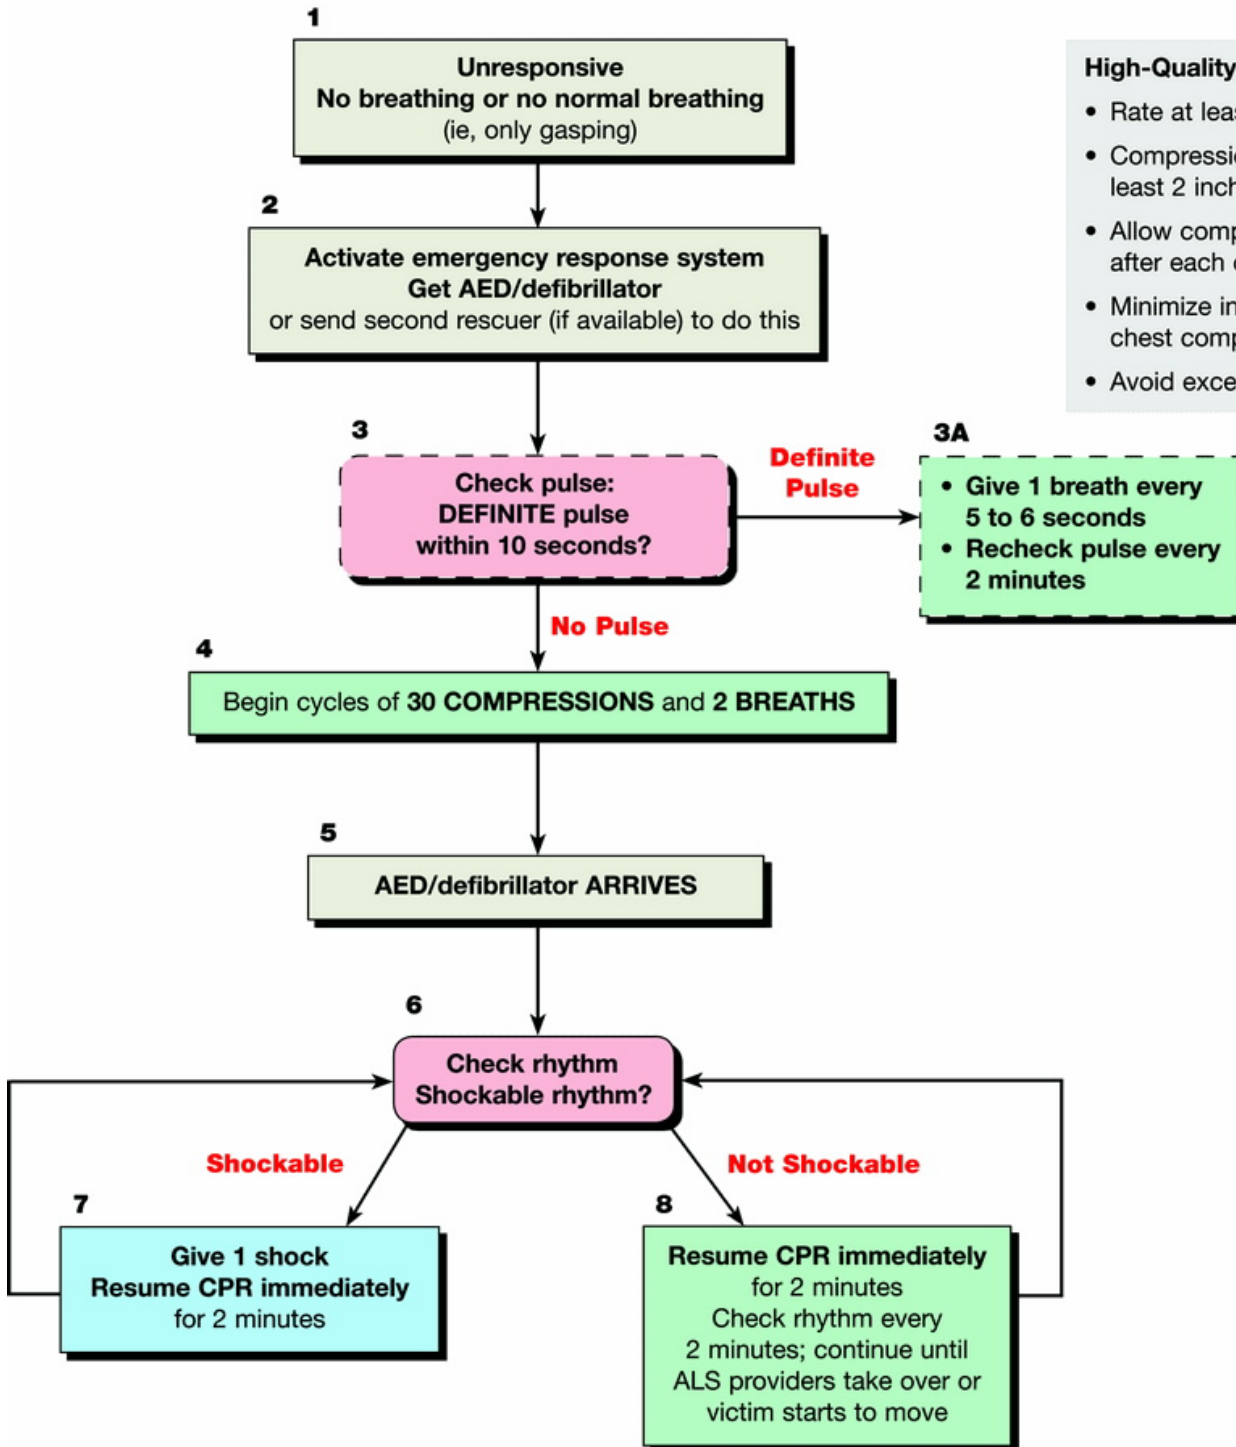 1
Unresponsive
No breathing or no normal breathing
(ie, only gasping)
High-Quality
• Rate at
• 
least 2
• Allow
after each
• Minimize
chest
• Avoid
2
Activate emergency response system
Get AED/defibrillator
or send second rescuer (if available) to do this
3
Check pulse:
DEFINITE pulse
within 10 seconds?
Definite
Pulse
3A
• Give 1 breath every
5 to 6 seconds
• Recheck pulse every
2 minutes
No Pulse
4
Begin cycles of 30 COMPRESSIONS and 2 BREATHS
5
AED/defibrillator ARRIVES
6
Check rhythm
Shockable rhythm?
Shockable
Not Shockable
7
Give 1 shock
Resume CPR immediately
for 2 minutes
8
Resume CPR immediately
for 2 minutes
Check rhythm every
2 minutes; continue until
ALS providers take over or
victim starts to move